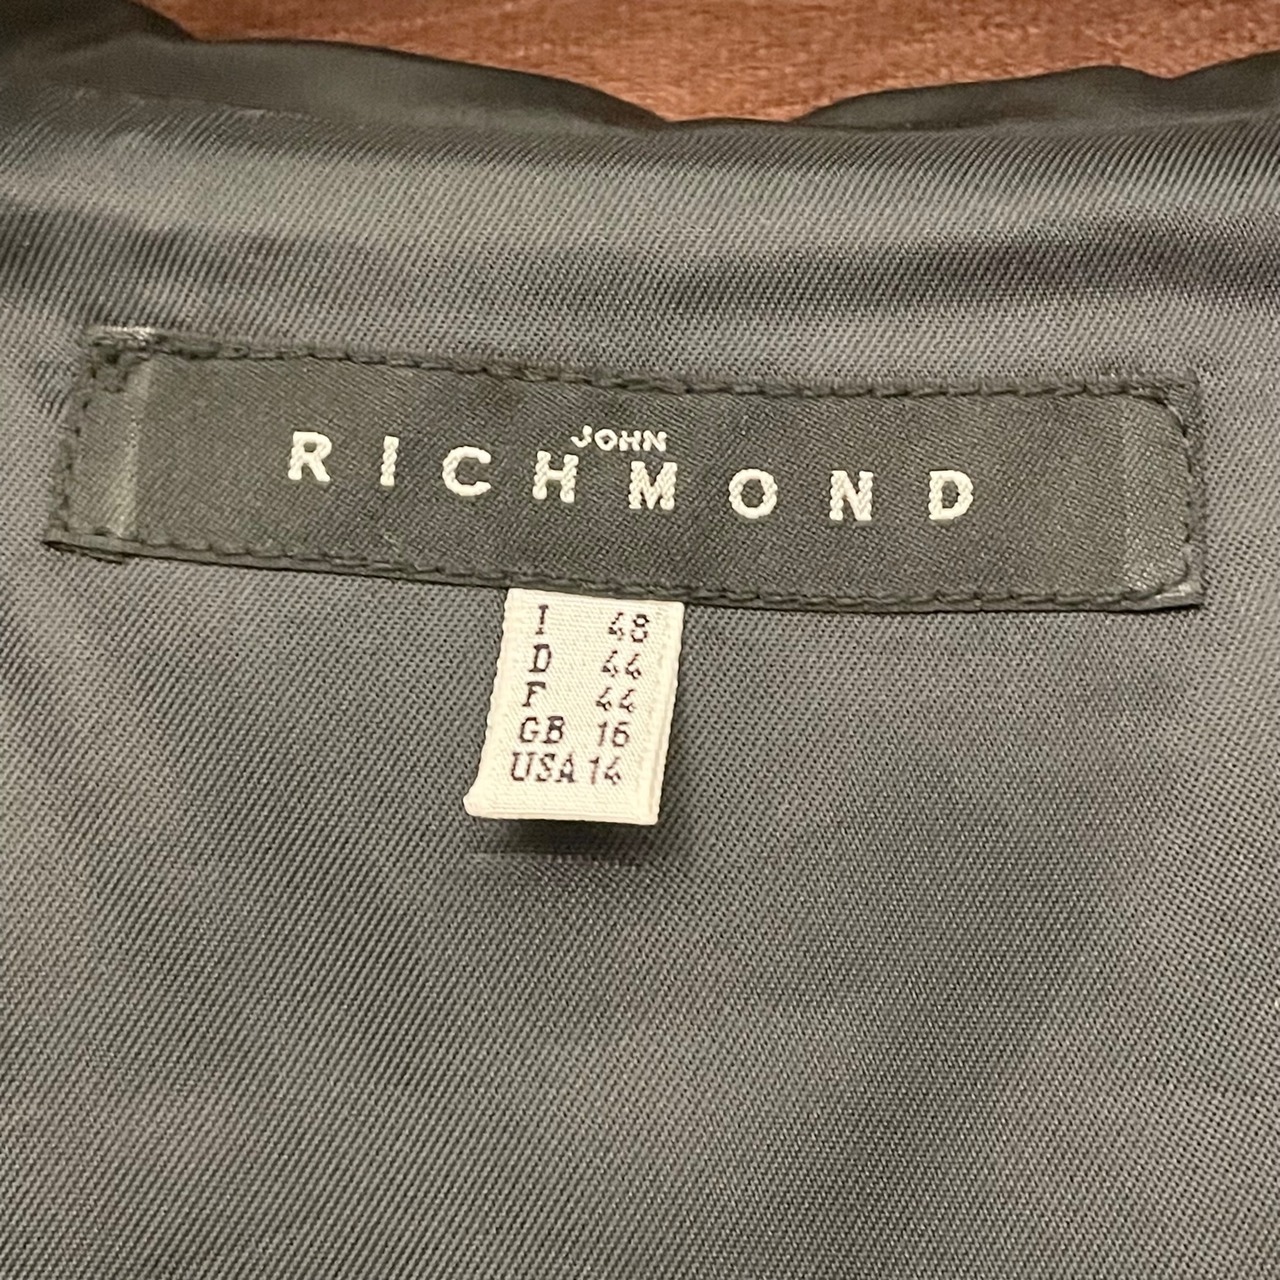 JOHN
RICHMOND
I 48
D 44
F 44
GB 16
USA 14